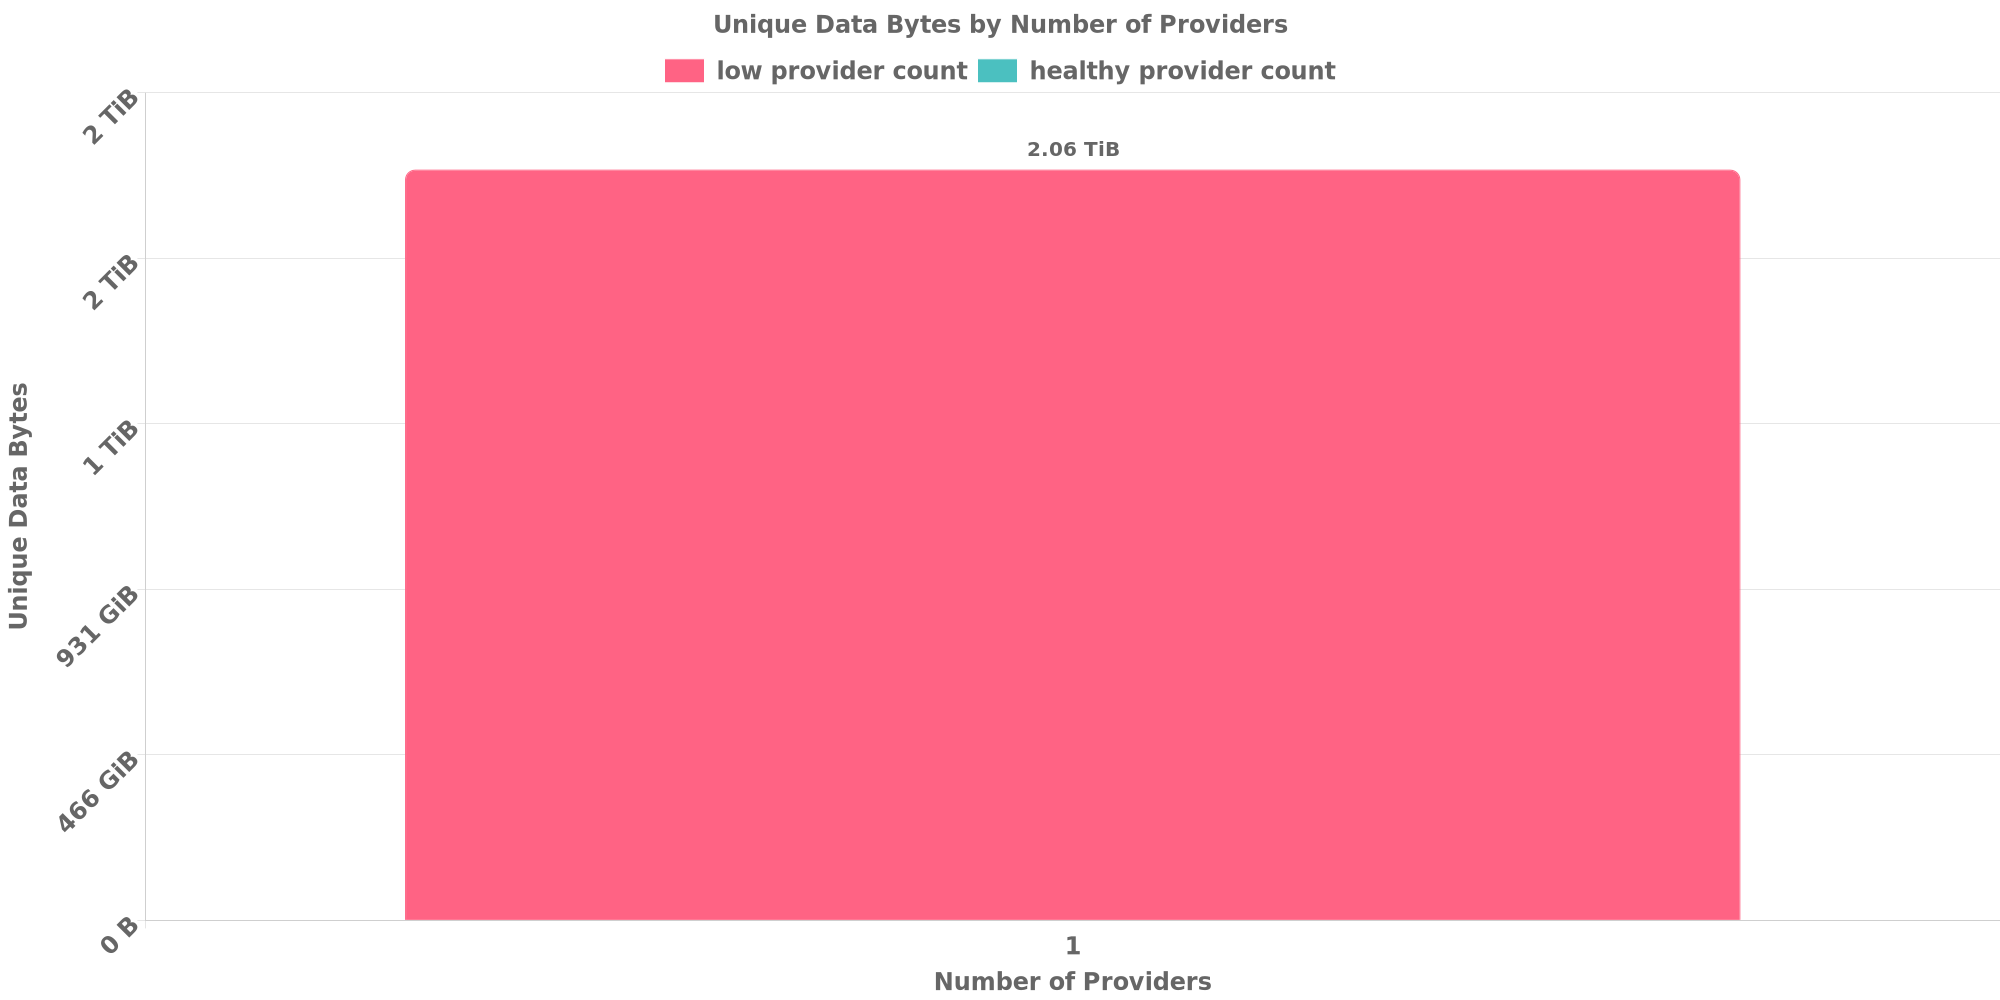 Unique Data Bytes by Number of Providers
low provider count
healthy provider count
2 TiB
2.06 TiB
2 TiB
1 TiB
931 GiB
466 GiB
0 B
Unique Data Bytes
1
Number of Providers